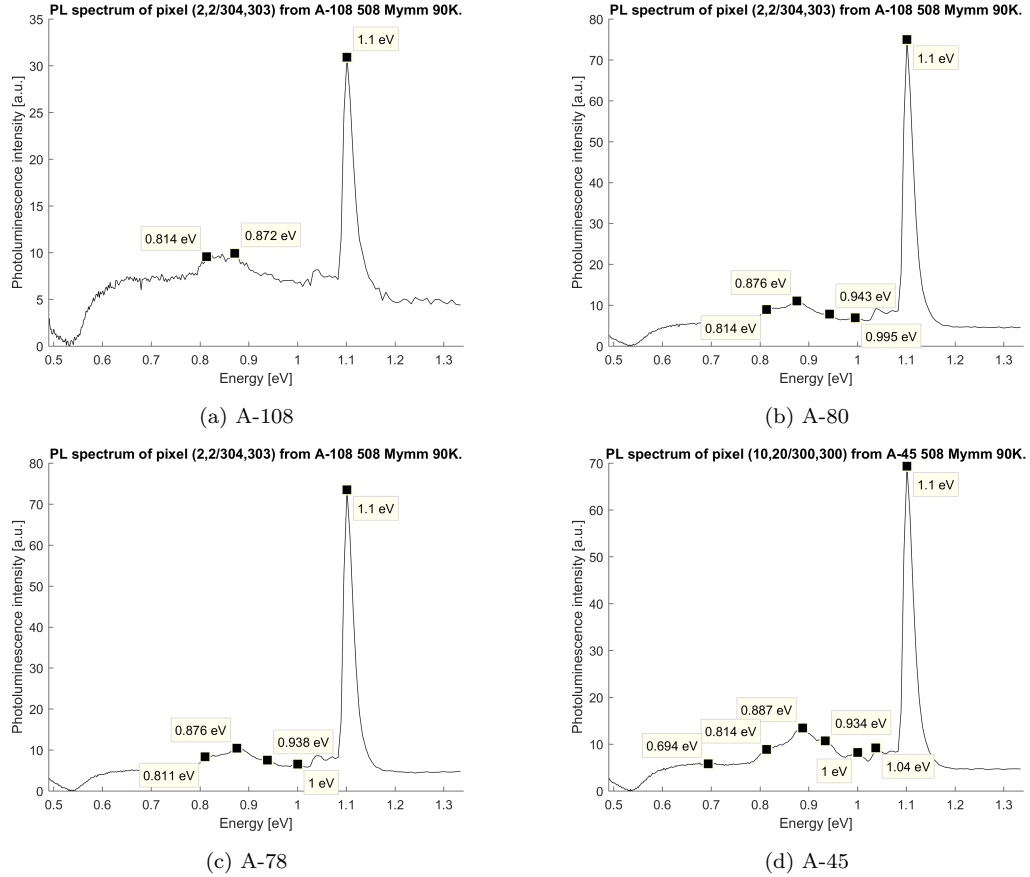 PL spectrum of pixel (2,2/304,303) from A-108 508 Mymm 90K.
35
30
25
20
15
10
5
0
Photoluminescence intensity [a.u.]
1.1 eV
0.814 eV
0.872 eV
0.5 0.6 0.7 0.8 0.9 1 1.1 1.2 1.3
Energy [eV]
(a) A-108
PL spectrum of pixel (2,2/304,303) from A-108 508 Mymm 90K.
80
70
60
50
40
30
20
10
0
Photoluminescence intensity [a.u.]
1.1 eV
0.876 eV
0.943 eV
0.814 eV
0.995 eV
0.5 0.6 0.7 0.8 0.9 1 1.1 1.2 1.3
Energy [eV]
(b) A-80
PL spectrum of pixel (2,2/304,303) from A-108 508 Mymm 90K.
80
70
60
50
40
30
20
10
0
Photoluminescence intensity [a.u.]
1.1 eV
0.876 eV
0.938 eV
0.811 eV
1 eV
0.5 0.6 0.7 0.8 0.9 1 1.1 1.2 1.3
Energy [eV]
(c) A-78
PL spectrum of pixel (10,20/300,300) from A-45 508 Mymm 90K.
70
60
50
40
30
20
10
0
Photoluminescence intensity [a.u.]
1.1 eV
0.887 eV
0.814 eV
0.934 eV
0.694 eV
1 eV
1.04 eV
0.5 0.6 0.7 0.8 0.9 1 1.1 1.2 1.3
Energy [eV]
(d) A-45